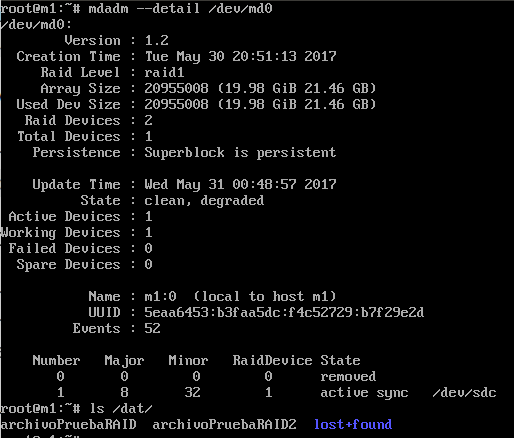 root@m1:~# mdadm --detail /dev/md0
/dev/md0:
Version : 1.2
Creation Time : Tue May 30 20:51:13 2017
Raid Level : raid1
Array Size : 20955008 (19.98 GiB 21.46 GB)
Used Dev Size : 20955008 (19.98 GiB 21.46 GB)
Raid Devices : 2
Total Devices : 1
Persistence : Superblock is persistent
Update Time : Wed May 31 00:48:57 2017
State : clean, degraded
Active Devices : 1
Working Devices : 1
Failed Devices : 0
Spare Devices : 0
Name : m1:0 (local to host m1)
UUID : 5eaa6453:b3faa5dc:f4c52729:b7f29e2d
Events : 52
Number Major Minor RaidDevice State
0 0 0 0 removed
1 8 32 1 active sync /dev/sdc
root@m1:~# ls /dat/
archivoPruebaRAID archivoPruebaRAID2 lost+found
root@m1:~#